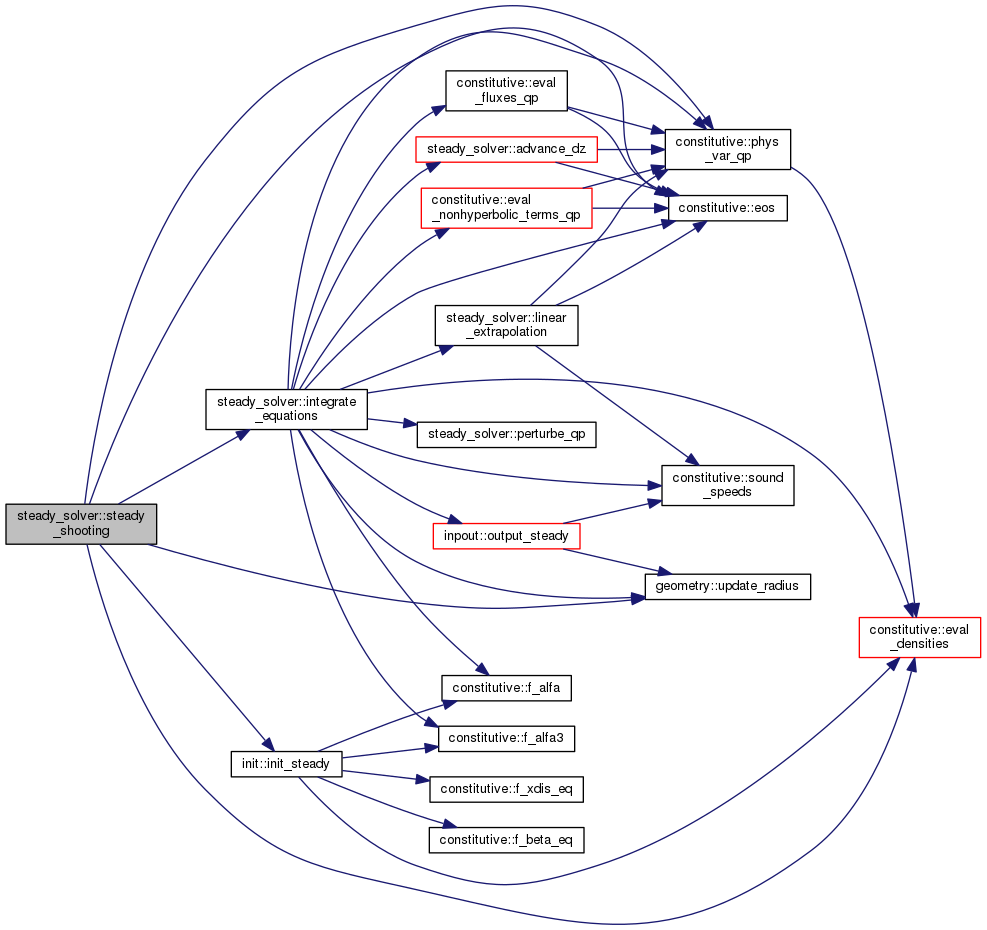 constitutive::eval
_fluxes_qp
constitutive::phys
_var_qp
steady_solver::advance_dz
constitutive::eval
_nonhyperbolic_terms_qp
constitutive::eos
steady_solver::linear
_extrapolation
steady_solver::integrate
_equations
steady_solver::perturbe_qp
constitutive::sound
_speeds
steady_solver::steady
_shooting
inpout::output_steady
geometry::update_radius
constitutive::eval
_densities
constitutive::f_alfa
constitutive::f_alfa3
init::init_steady
constitutive::f_xdis_eq
constitutive::f_beta_eq